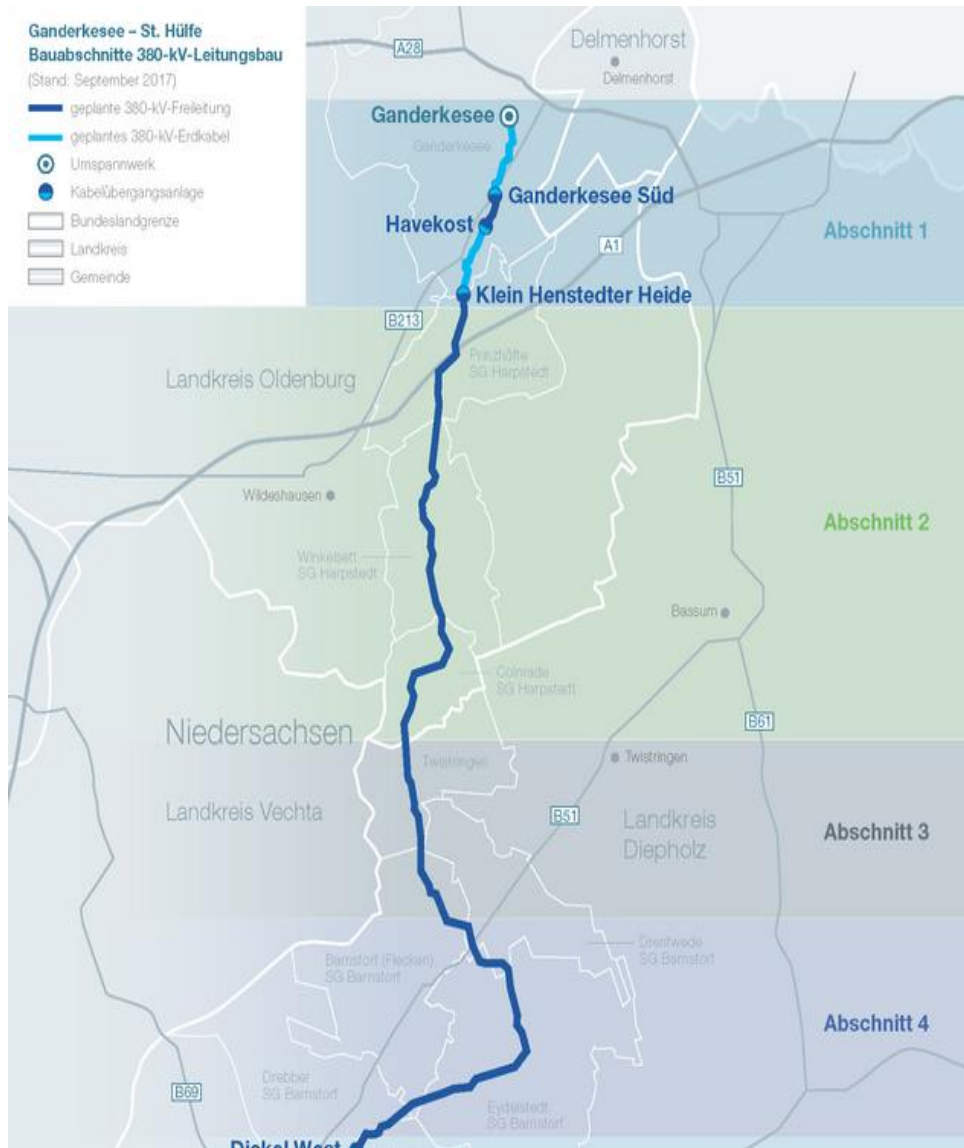 Ganderkesee – St. Hülfe
Bauabschnitte 380-kV-Leitungsbau
(Stand: September 2017)
geplante 380-kV-Freileitung
geplantes 380-kV-Erdkabel
Umspannwerk
Kabelübergangsanlage
Bundeslandgrenze
Landkreis
Gemeinde
A28
Delmenhorst
Delmenhorst
Ganderkesee
Ganderkesee
Ganderkesee Süd
Havekost
A1
Abschnitt 1
Klein Henstedter Heide
B213
Prinzhöfte
SG Harpstedt
Landkreis Oldenburg
B51
Wildeshausen
Abschnitt 2
Winkelsett
SG Harpstedt
Bassum
Colnrade
SG Harpstedt
B61
Niedersachsen
Twistringen
Twistringen
Landkreis Vechta
B51
Landkreis
Diepholz
Abschnitt 3
Drentwede
SG Barnstorf
Barnstorf (Flecken)
SG Barnstorf
Abschnitt 4
Drebber
SG Barnstorf
B69
Eydelstedt
SG Barnstorf
Dickel West